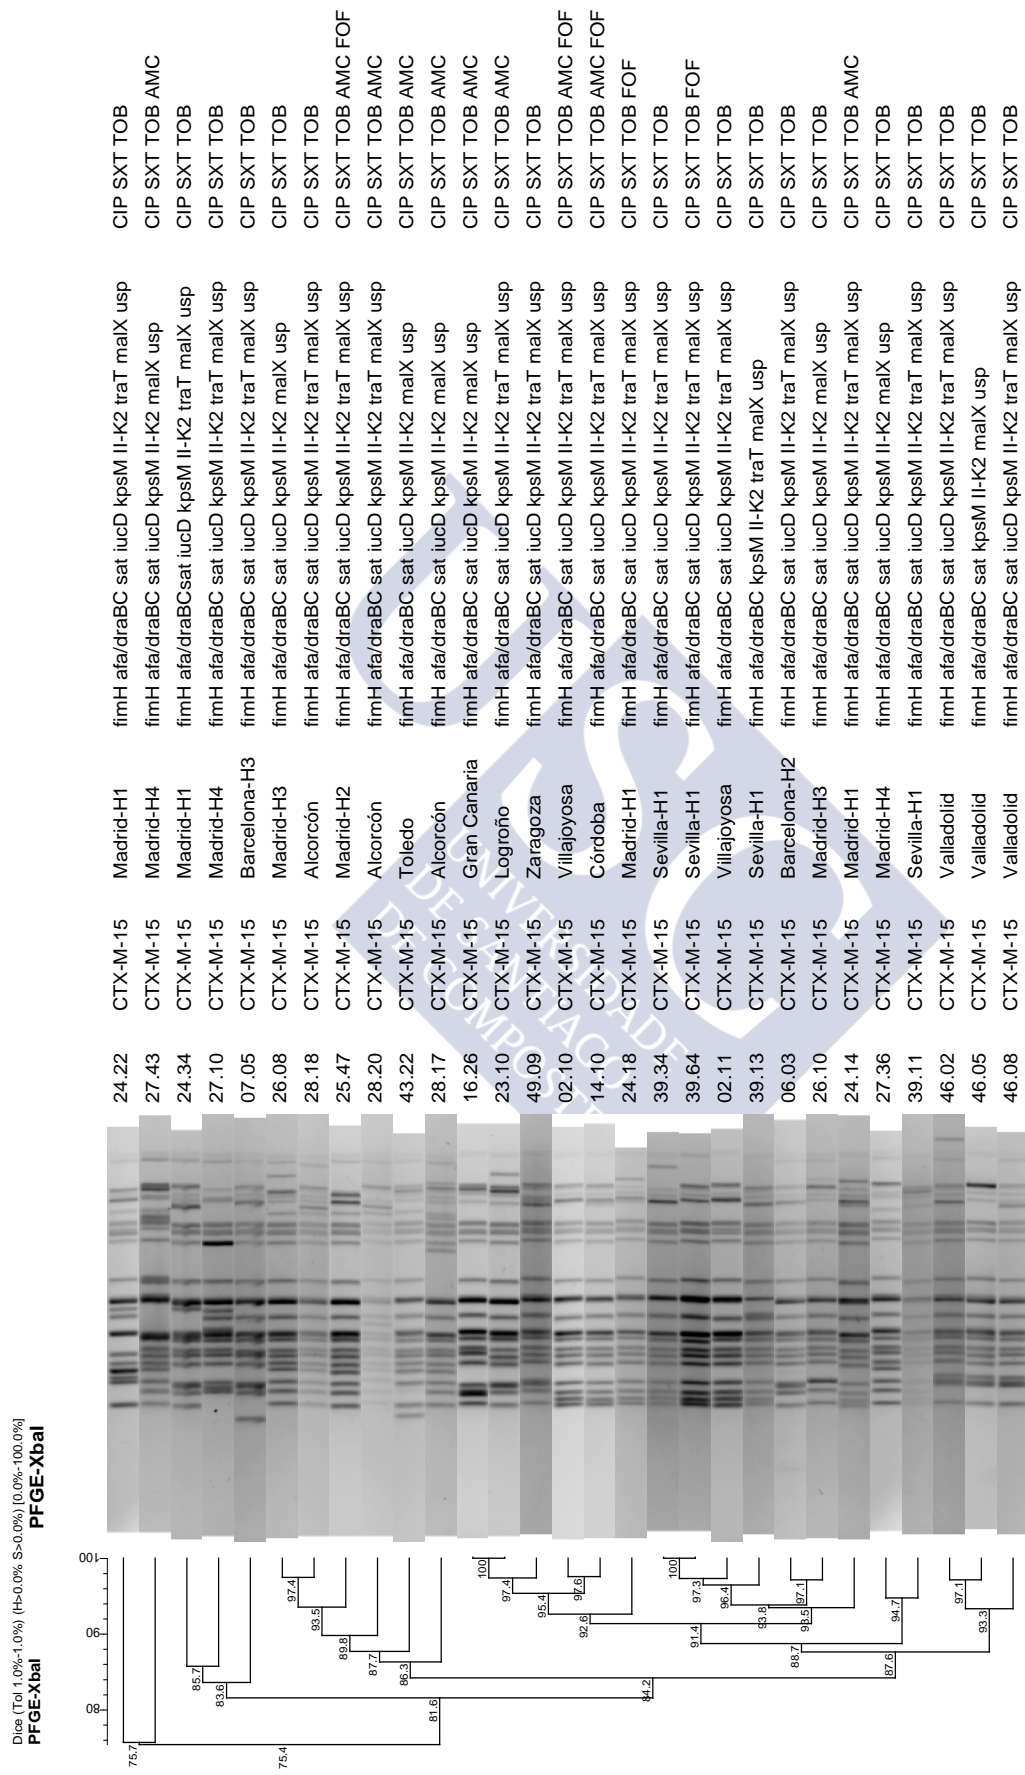 Dice (Tol 1.0%-1.0%) (H>0.0% S>0.0%) [0.0%-100.0%]
PFGE-XbaI PFGE-XbaI
100
90
80
24.22 CTX-M-15 Madrid-H1 fimH afa/draBC sat iucD kpsM II-K2 traT malX usp CIP SXT TOB
27.43 CTX-M-15 Madrid-H4 fimH afa/draBC sat iucD kpsM II-K2 malX usp CIP SXT TOB AMC
24.34 CTX-M-15 Madrid-H1 fimH afa/draBCsat iucD kpsM II-K2 traT malX usp CIP SXT TOB
27.10 CTX-M-15 Madrid-H4 fimH afa/draBC sat iucD kpsM II-K2 traT malX usp CIP SXT TOB
07.05 CTX-M-15 Barcelona-H3 fimH afa/draBC sat iucD kpsM II-K2 traT malX usp CIP SXT TOB
26.08 CTX-M-15 Madrid-H3 fimH afa/draBC sat iucD kpsM II-K2 malX usp CIP SXT TOB
28.18 CTX-M-15 Alcorcón fimH afa/draBC sat iucD kpsM II-K2 traT malX usp CIP SXT TOB
25.47 CTX-M-15 Madrid-H2 fimH afa/draBC sat iucD kpsM II-K2 traT malX usp CIP SXT TOB AMC FOF
28.20 CTX-M-15 Alcorcón fimH afa/draBC sat iucD kpsM II-K2 traT malX usp CIP SXT TOB AMC
43.22 CTX-M-15 Toledo fimH afa/draBC sat iucD kpsM II-K2 malX usp CIP SXT TOB AMC
28.17 CTX-M-15 Alcorcón fimH afa/draBC sat iucD kpsM II-K2 malX usp CIP SXT TOB AMC
16.26 CTX-M-15 Gran Canaria fimH afa/draBC sat iucD kpsM II-K2 malX usp CIP SXT TOB AMC
23.10 CTX-M-15 Logroño fimH afa/draBC sat iucD kpsM II-K2 traT malX usp CIP SXT TOB AMC
49.09 CTX-M-15 Zaragoza fimH afa/draBC sat iucD kpsM II-K2 traT malX usp CIP SXT TOB
02.10 CTX-M-15 Villajoyosa fimH afa/draBC sat iucD kpsM II-K2 traT malX usp CIP SXT TOB AMC FOF
14.10 CTX-M-15 Córdoba fimH afa/draBC sat iucD kpsM II-K2 traT malX usp CIP SXT TOB AMC FOF
24.18 CTX-M-15 Madrid-H1 fimH afa/draBC sat iucD kpsM II-K2 traT malX usp CIP SXT TOB FOF
39.34 CTX-M-15 Sevilla-H1 fimH afa/draBC sat iucD kpsM II-K2 traT malX usp CIP SXT TOB
39.64 CTX-M-15 Sevilla-H1 fimH afa/draBC sat iucD kpsM II-K2 traT malX usp CIP SXT TOB FOF
02.11 CTX-M-15 Villajoyosa fimH afa/draBC sat iucD kpsM II-K2 traT malX usp CIP SXT TOB
39.13 CTX-M-15 Sevilla-H1 fimH afa/draBC kpsM II-K2 traT malX usp CIP SXT TOB
06.03 CTX-M-15 Barcelona-H2 fimH afa/draBC sat iucD kpsM II-K2 traT malX usp CIP SXT TOB
26.10 CTX-M-15 Madrid-H3 fimH afa/draBC sat iucD kpsM II-K2 traT malX usp CIP SXT TOB
24.14 CTX-M-15 Madrid-H1 fimH afa/draBC sat iucD kpsM II-K2 traT malX usp CIP SXT TOB AMC
27.36 CTX-M-15 Madrid-H4 fimH afa/draBC sat iucD kpsM II-K2 malX usp CIP SXT TOB
39.11 CTX-M-15 Sevilla-H1 fimH afa/draBC sat iucD kpsM II-K2 traT malX usp CIP SXT TOB
46.02 CTX-M-15 Valladolid fimH afa/draBC sat iucD kpsM II-K2 traT malX usp CIP SXT TOB
46.05 CTX-M-15 Valladolid fimH afa/draBC sat kpsM II-K2 malX usp CIP SXT TOB
46.08 CTX-M-15 Valladolid fimH afa/draBC sat iucD kpsM II-K2 traT malX usp CIP SXT TOB
75.7
75.4
85.7
83.6
97.4
93.5
89.8
87.7
86.3
81.6
100
97.4
95.4
97.6
92.6
84.2
100
97.3
96.4
93.8
97.1
93.5
91.4
94.7
88.7
87.6
97.1
93.3
USC
UNIVERSIDADE
DE SANTIAGO
DE COMPOSTE